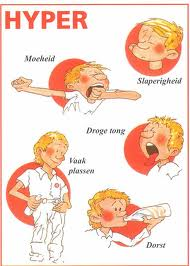 HYPER
Moeheid
Slaperigheid
Droge tong
Vaak
plassen
Dorst